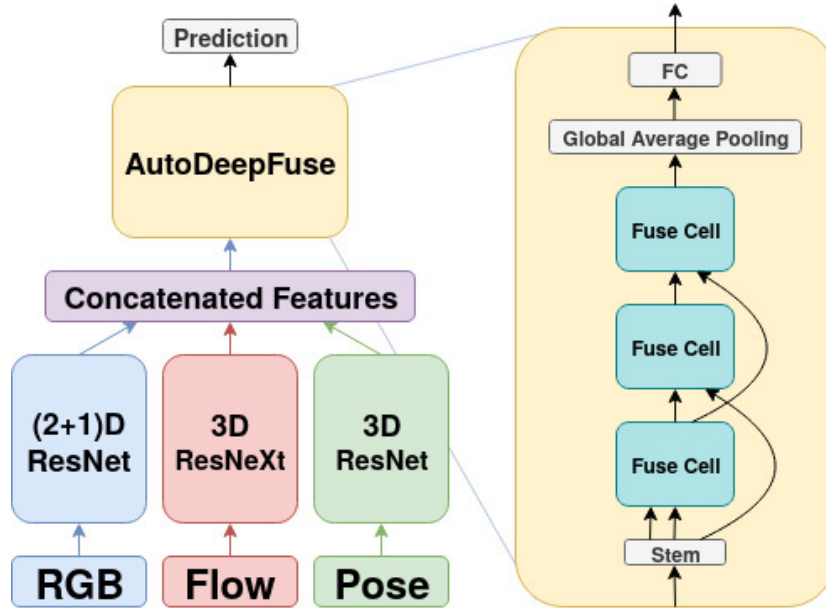 Prediction
AutoDeepFuse
Concatenated Features
(2+1)D
ResNet
3D
ResNeXt
3D
ResNet
RGB
Flow
Pose
FC
Global Average Pooling
Fuse Cell
Fuse Cell
Fuse Cell
Stem